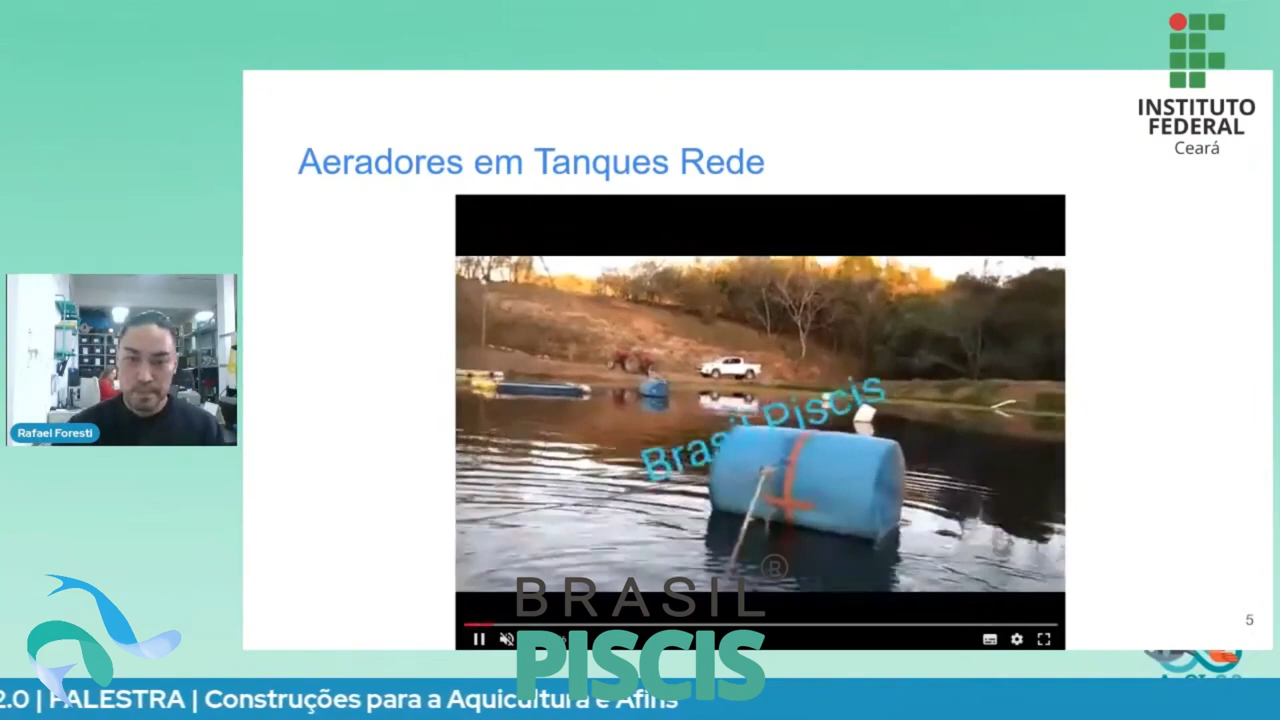 INSTITUTO
FEDERAL
Ceará
Aeradores em Tanques Rede
Brasil Piscis
Rafael Foresti
BRASIL
PISCIS
®
5
2.0 | PALESTRA | Construções para a Aquicultura e Afins